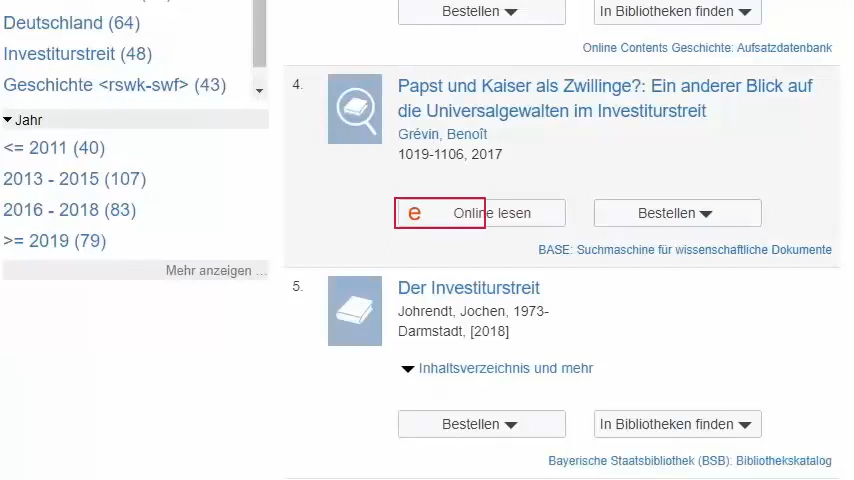 Deutschland (64)
Investiturstreit (48)
Geschichte <rswk-swf> (43)
Jahr
<= 2011 (40)
2013 - 2015 (107)
2016 - 2018 (83)
>= 2019 (79)
Mehr anzeigen ...
Bestellen
In Bibliotheken finden
Online Contents Geschichte: Aufsatzdatenbank
4.
Papst und Kaiser als Zwillinge?: Ein anderer Blick auf
die Universalgewalten im Investiturstreit
Grévin, Benoît
1019-1106, 2017
e Online lesen
Bestellen
BASE: Suchmaschine für wissenschaftliche Dokumente
5.
Der Investiturstreit
Johrendt, Jochen, 1973-
Darmstadt, [2018]
Inhaltsverzeichnis und mehr
Bestellen
In Bibliotheken finden
Bayerische Staatsbibliothek (BSB): Bibliothekskatalog